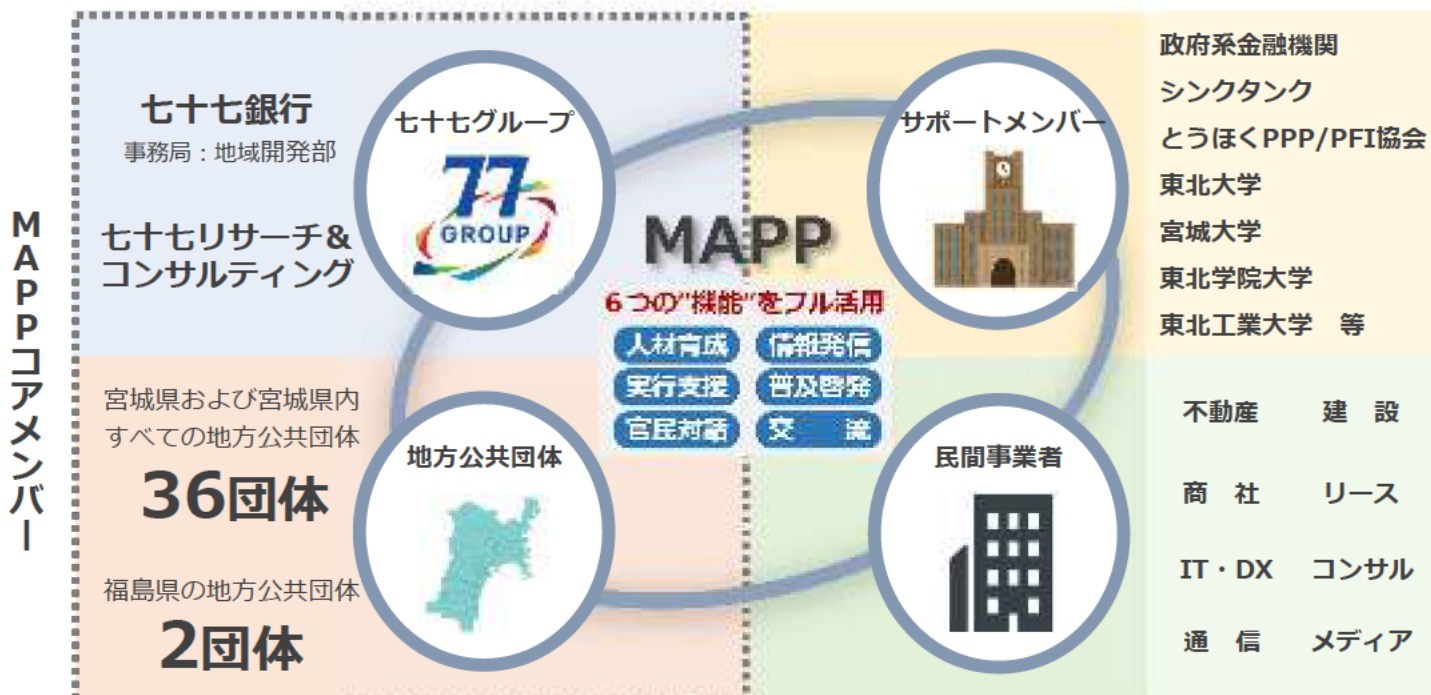 MAPPコアメンバー
七十七銀行
事務局：地域開発部
七十七リサーチ&
コンサルティング
七十七グループ
77
GROUP
サポートメンバー
政府系金融機関
シンクタンク
とうほくPPP/PFI協会
東北大学
宮城大学
東北学院大学
東北工業大学　等
MAPP
6つの"機能"をフル活用
人材育成　情報発信
実行支援　普及啓発
官民対話　交　流
宮城県および宮城県内
すべての地方公共団体
36団体
福島県の地方公共団体
2団体
地方公共団体
民間事業者
不動産　建　設
商　社　リース
IT・DX　コンサル
通　信　メディア